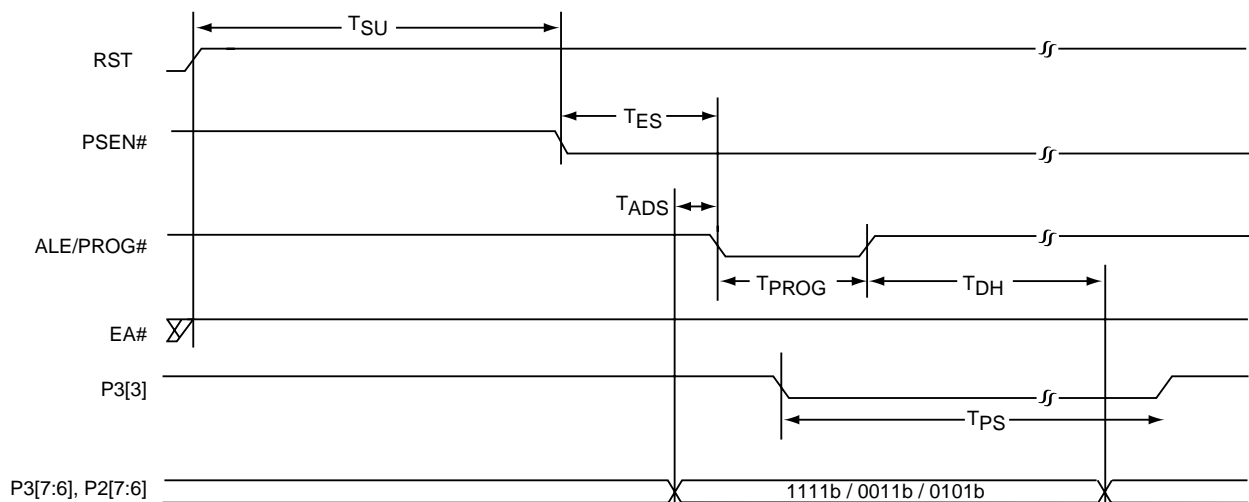 TSU
RST
TES
PSEN#
TADS
ALE/PROG#
TPROG
TDH
EA#
P3[3]
TPS
P3[7:6], P2[7:6]
1111b / 0011b / 0101b